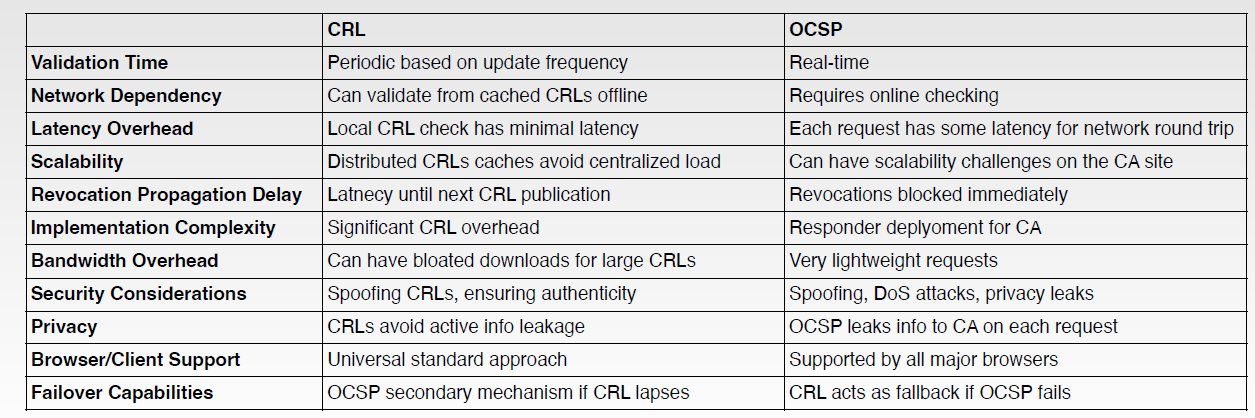 CRL OCSP
Validation Time Periodic based on update frequency Real-time
Network Dependency Can validate from cached CRLs offline Requires online checking
Latency Overhead Local CRL check has minimal latency Each request has some latency for network round trip
Scalability Distributed CRLs caches avoid centralized load Can have scalability challenges on the CA site
Revocation Propagation Delay Latnecy until next CRL publication Revocations blocked immediately
Implementation Complexity Significant CRL overhead Responder deplyoment for CA
Bandwidth Overhead Can have bloated downloads for large CRLs Very lightweight requests
Security Considerations Spoofing CRLs, ensuring authenticity Spoofing, DoS attacks, privacy leaks
Privacy CRLs avoid active info leakage OCSP leaks info to CA on each request
Browser/Client Support Universal standard approach Supported by all major browsers
Failover Capabilities OCSP secondary mechanism if CRL lapses CRL acts as fallback if OCSP fails